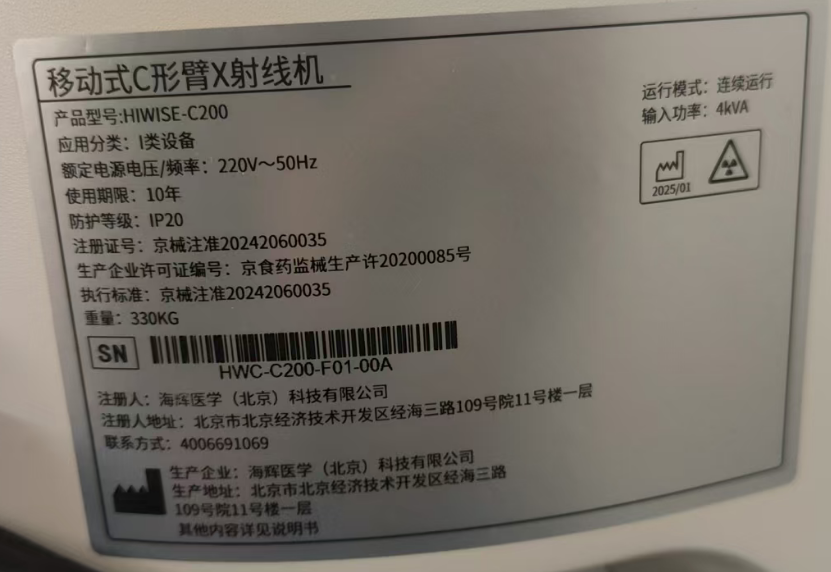 移动式C形臂X射线机
产品型号:HIWISE-C200
应用分类：I类设备
额定电源电压/频率：220V～50Hz
使用期限：10年
防护等级：IP20
注册证号：京械注准20242060035
生产企业许可证编号：京食药监械生产许20200085号
执行标准：京械注准20242060035
重量：330KG
运行模式：连续运行
输入功率：4kVA
2025/01
SN
HWC-C200-F01-00A
注册人：海辉医学（北京）科技有限公司
注册人地址：北京市北京经济技术开发区经海三路109号院11号楼一层
联系方式：4006691069
生产企业：海辉医学（北京）科技有限公司
生产地址：北京市北京经济技术开发区经海三路
109号院11号楼一层
其他内容详见说明书